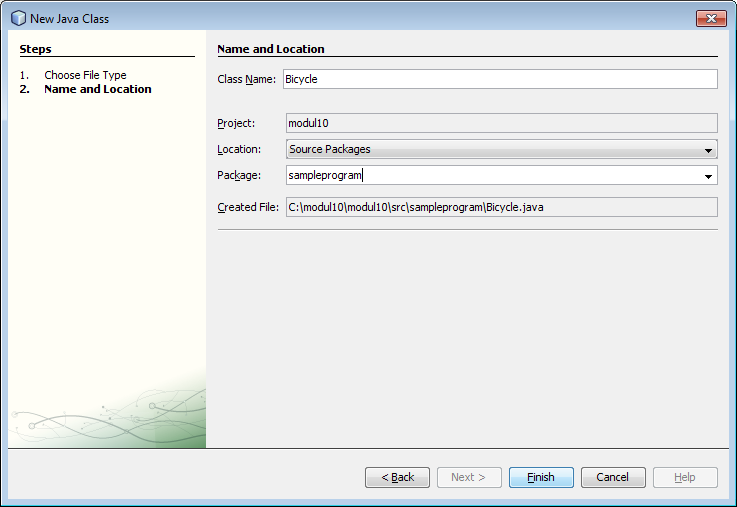 New Java Class
Steps
1. Choose File Type
2. Name and Location
Name and Location
Class Name: Bicycle
Project: modul10
Location: Source Packages
Package: sampleprogram
Created File: C:\modul10\modul10\src\sampleprogram\Bicycle.java
< Back Next > Finish Cancel Help